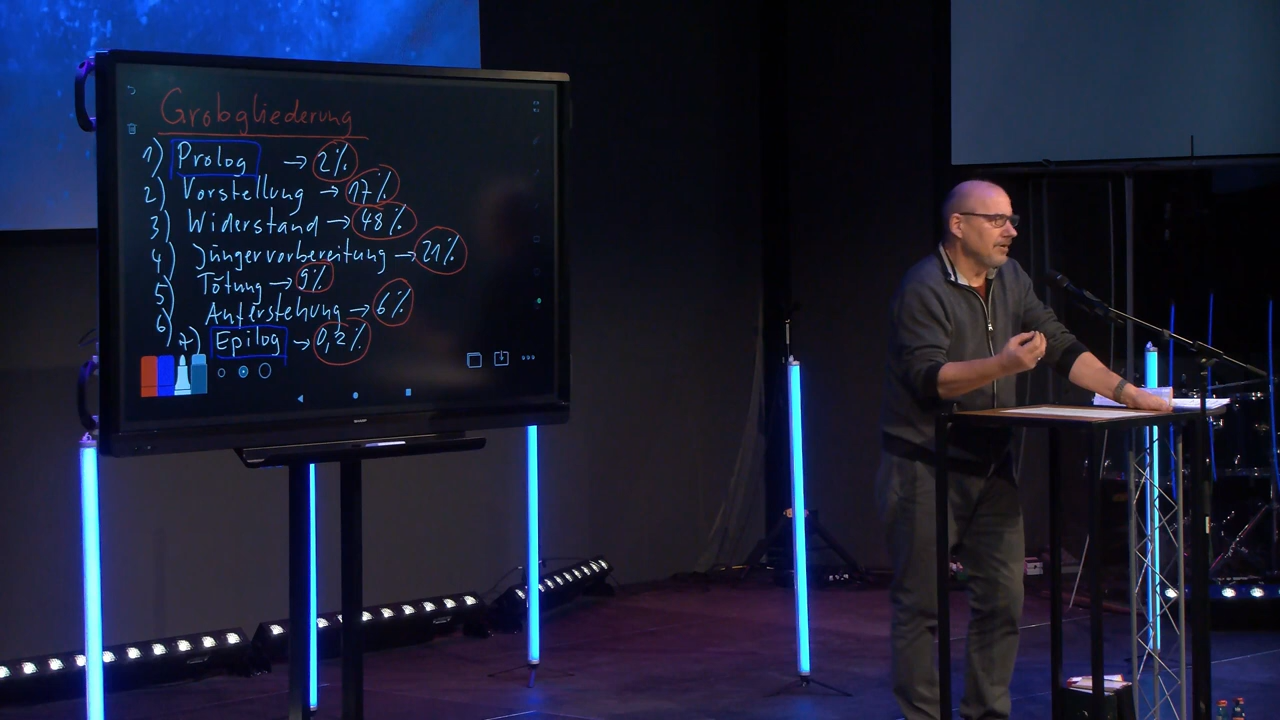 Grobgliederung
1) Prolog → 2%
2) Vorstellung → 17%
3) Widerstand → 48%
4) Jüngervorbereitung → 21%
5) Tötung → 9%
6) Auferstehung → 6%
7) Epilog → 0,2%
SHARP